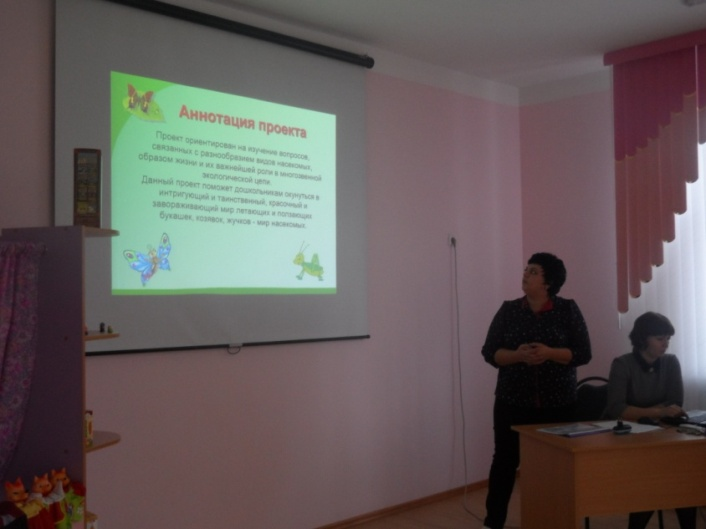 Аннотация проекта
Проект ориентирован на изучение вопросов,
связанных с разнообразием видов насекомых,
образом жизни и их важнейшей роли в многозвенной
экологической цепи.
Данный проект поможет дошкольникам окунуться в
интригующий и таинственный, красочный и
завораживающий мир летающих и ползающих
букашек, козявок, жучков - мир насекомых.